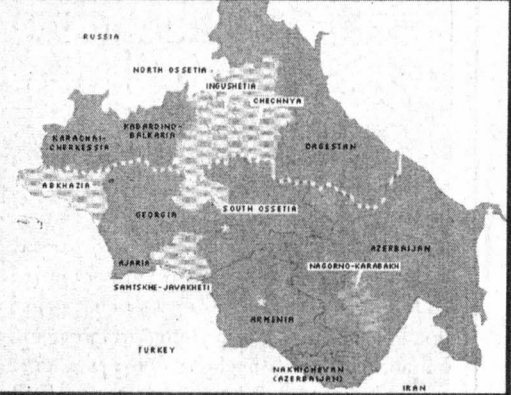 RUSSIA
NORTH OSSETIA
INGUSHETIA
CHECHNYA
KABARDINO-
BALKARIA
KARACHAI-
CHERKESSIA
DAGESTAN
ABKHAZIA
SOUTH OSSETIA
GEORGIA
AZERBAIJAN
AJARIA
NAGORNO-KARABAKH
SAMTSKHE-JAVAKHETI
ARMENIA
TURKEY
NAKHICHEVAN
(AZERBAIJAN)
IRAN